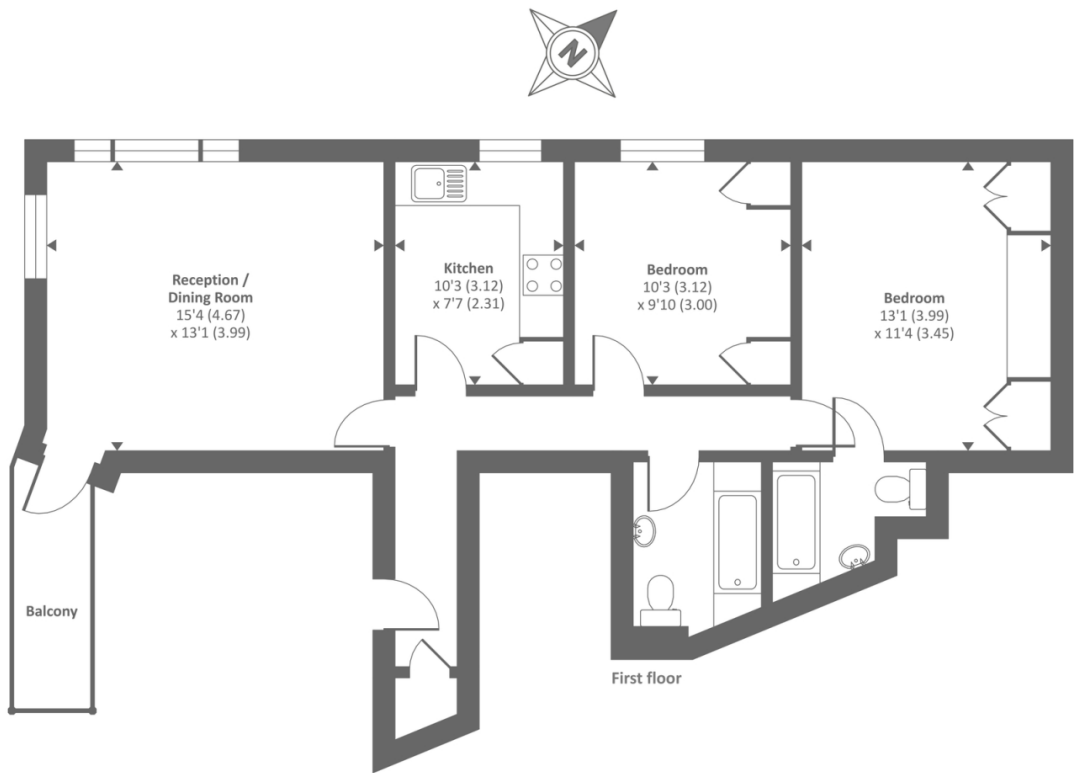 N
Reception /
Dining Room
15'4 (4.67)
x 13'1 (3.99)
Kitchen
10'3 (3.12)
x 7'7 (2.31)
Bedroom
10'3 (3.12)
x 9'10 (3.00)
Bedroom
13'1 (3.99)
x 11'4 (3.45)
Balcony
First floor